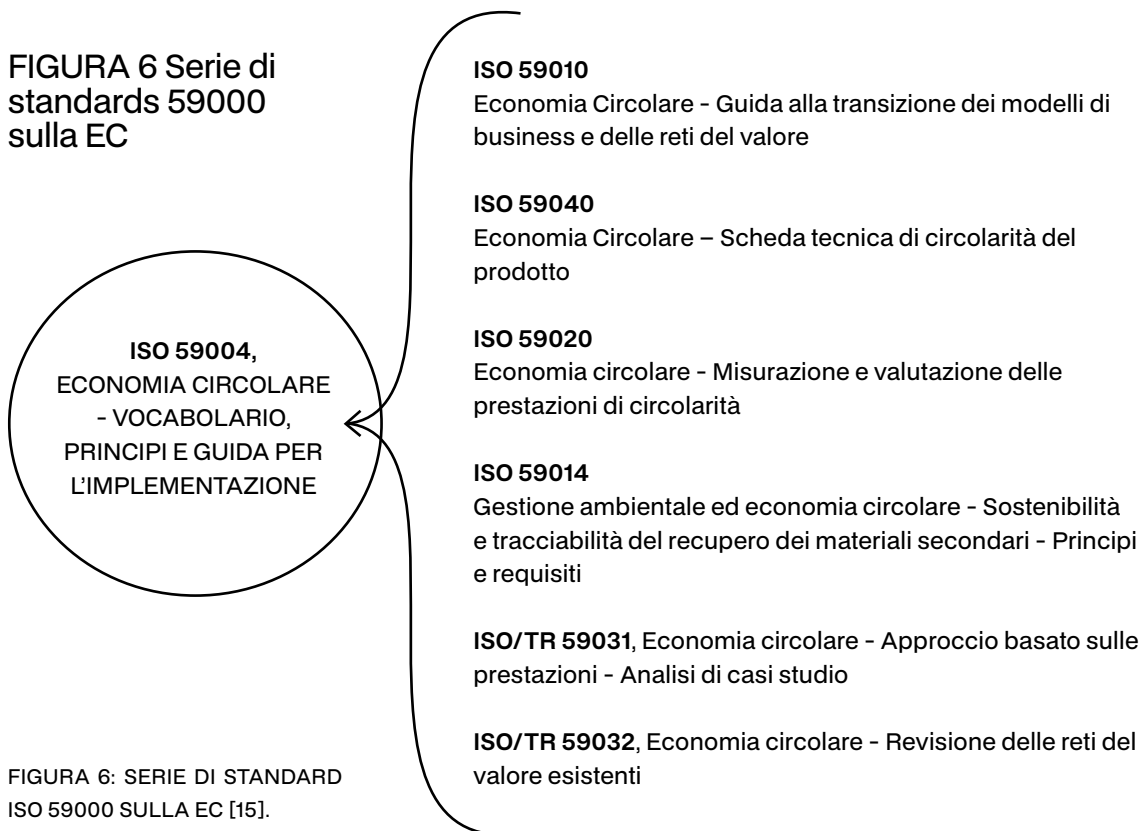 FIGURA 6 Serie di
standards 59000
sulla EC
ISO 59004,
ECONOMIA CIRCOLARE
- VOCABOLARIO,
PRINCIPI E GUIDA PER
L’IMPLEMENTAZIONE
ISO 59010
Economia Circolare - Guida alla transizione dei modelli di
business e delle reti del valore
ISO 59040
Economia Circolare – Scheda tecnica di circolarità del
prodotto
ISO 59020
Economia circolare - Misurazione e valutazione delle
prestazioni di circolarità
ISO 59014
Gestione ambientale ed economia circolare - Sostenibilità
e tracciabilità del recupero dei materiali secondari - Principi
e requisiti
ISO/TR 59031, Economia circolare - Approccio basato sulle
prestazioni - Analisi di casi studio
ISO/TR 59032, Economia circolare - Revisione delle reti del
valore esistenti
FIGURA 6: SERIE DI STANDARD
ISO 59000 SULLA EC [15].